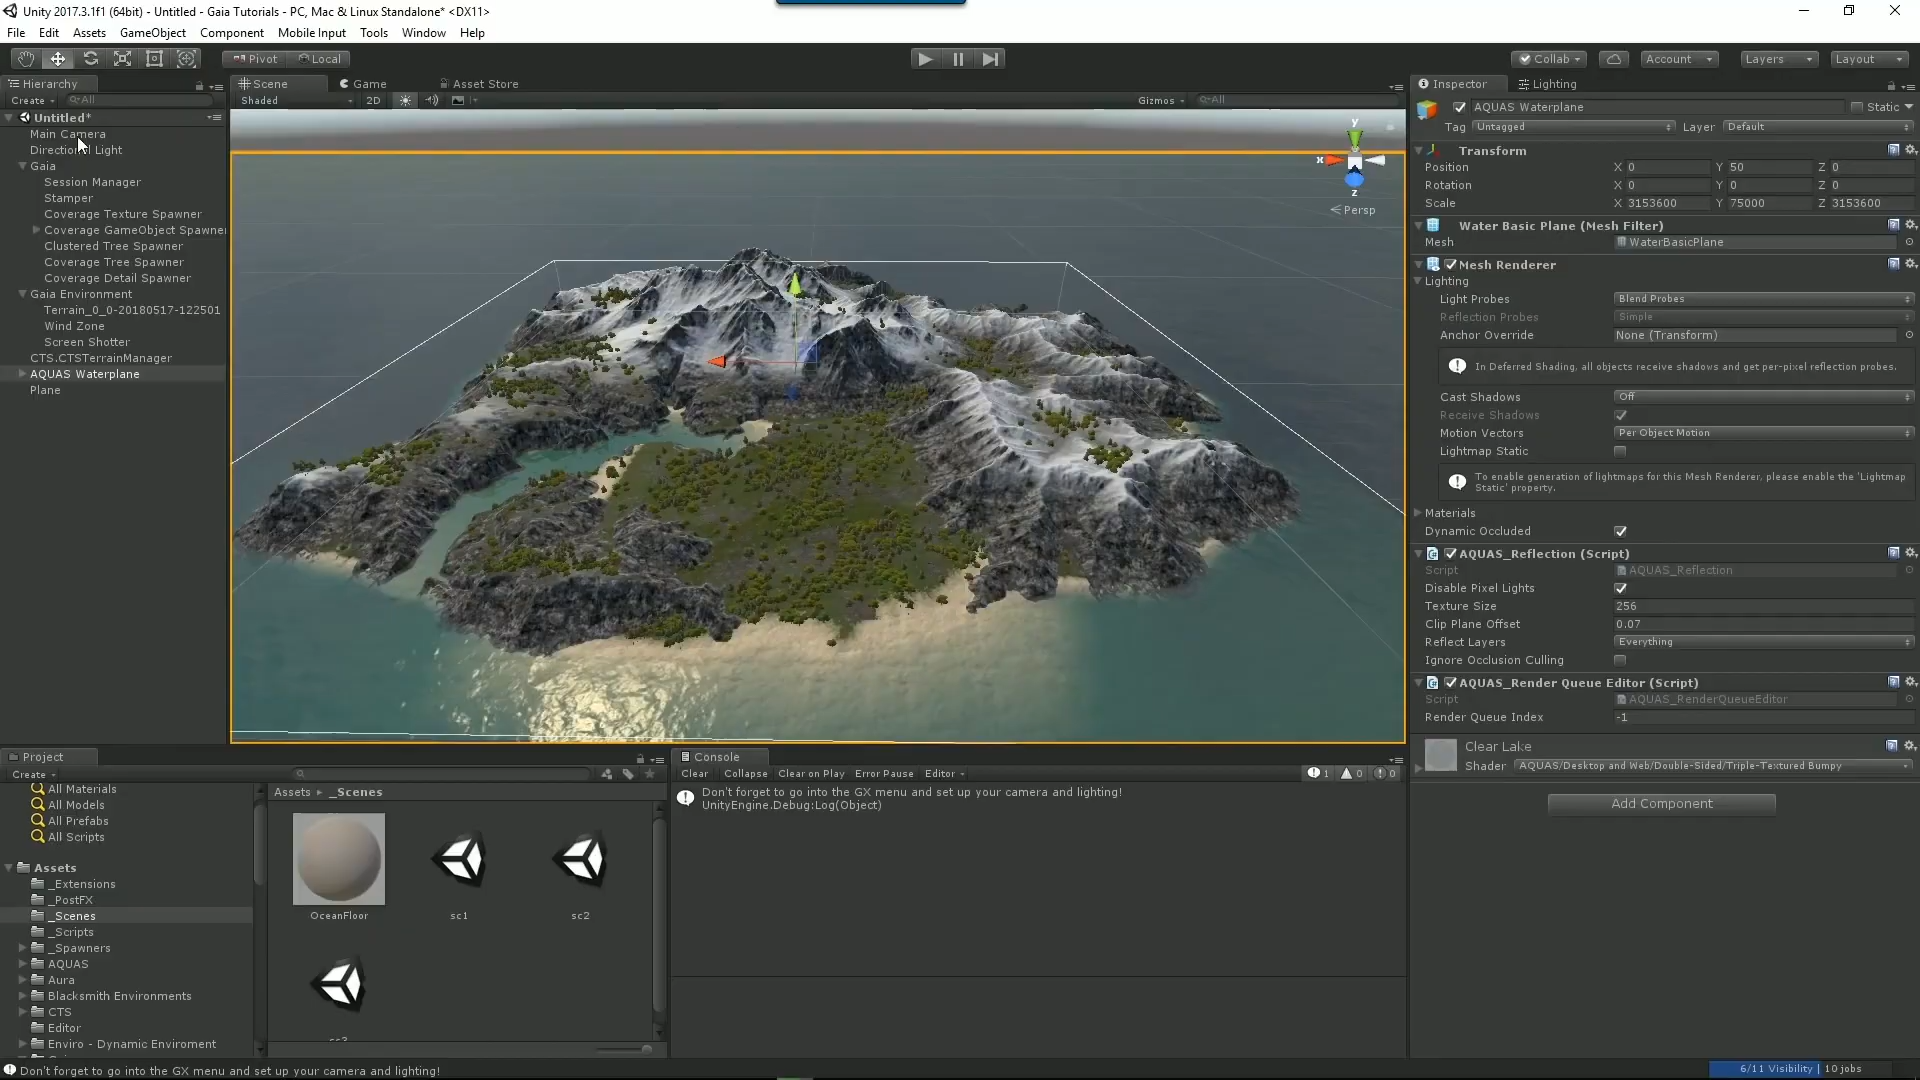 Unity 2017.3.1f1 (64bit) - Untitled - Gaia Tutorials - PC, Mac & Linux Standalone* <DX11>
File Edit Assets GameObject Component Mobile Input Tools Window Help
Pivot Local Collab Account Layers Layout
Hierarchy
Create All
Untitled*
Main Camera
Directional Light
Gaia
Session Manager
Stamper
Coverage Texture Spawner
Coverage GameObject Spawne
Clustered Tree Spawner
Coverage Tree Spawner
Coverage Detail Spawner
Gaia Environment
Terrain_0_0-20180517-122501
Wind Zone
Screen Shotter
CTS.CTSTerrainManager
AQUAS Waterplane
Plane
Scene Game Asset Store
Shaded 2D Gizmos All
y
x
z
Persp
Inspector Lighting
AQUAS Waterplane Static
Tag Untagged Layer Default
Transform
Position X 0 Y 50 Z 0
Rotation X 0 Y 0 Z 0
Scale X 3153600 Y 75000 Z 3153600
Water Basic Plane (Mesh Filter)
Mesh WaterBasicPlane
Mesh Renderer
Lighting
Light Probes Blend Probes
Reflection Probes Simple
Anchor Override None (Transform)
In Deferred Shading, all objects receive shadows and get per-pixel reflection probes.
Cast Shadows Off
Receive Shadows
Motion Vectors Per Object Motion
Lightmap Static
To enable generation of lightmaps for this Mesh Renderer, please enable the 'Lightmap
Static' property.
Materials
Dynamic Occluded
AQUAS_Reflection (Script)
Script AQUAS_Reflection
Disable Pixel Lights
Texture Size 256
Clip Plane Offset 0.07
Reflect Layers Everything
Ignore Occlusion Culling
AQUAS_Render Queue Editor (Script)
Script AQUAS_RenderQueueEditor
Render Queue Index -1
Clear Lake
Shader AQUAS/Desktop and Web/Double-Sided/Triple-Textured Bumpy
Add Component
Project
Create
All Materials
All Models
All Prefabs
All Scripts
Assets
_Extensions
_PostFX
_Scenes
_Scripts
_Spawners
AQUAS
Aura
Blacksmith Environments
CTS
Editor
Enviro - Dynamic Enviroment
Assets _Scenes
OceanFloor sc1 sc2
Console
Clear Collapse Clear on Play Error Pause Editor 1 0 0
Don't forget to go into the GX menu and set up your camera and lighting!
UnityEngine.Debug:Log(Object)
Don't forget to go into the GX menu and set up your camera and lighting!
6/11 Visibility | 10 jobs